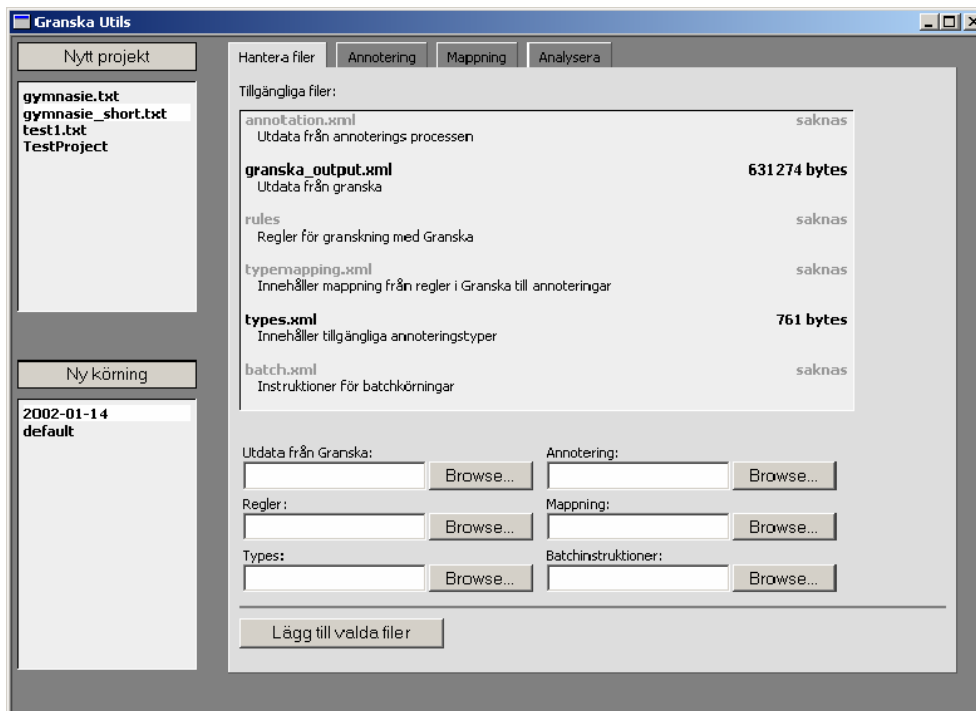 Granska Utils
Nytt projekt
gymnasie.txt
gymnasie_short.txt
test1.txt
TestProject
Ny körning
2002-01-14
default
Hantera filer Annotering Mappning Analysera
Tillgängliga filer:
annotation.xml saknas
Utdata från annoterings processen
granska_output.xml 631274 bytes
Utdata från granska
rules saknas
Regler för granskning med Granska
typemapping.xml saknas
Innehåller mappning från regler i Granska till annoteringar
types.xml 761 bytes
Innehåller tillgängliga annoteringstyper
batch.xml saknas
Instruktioner för batchkörningar
Utdata från Granska: Annotering:
Browse... Browse...
Regler: Mappning:
Browse... Browse...
Types: Batchinstruktioner:
Browse... Browse...
Lägg till valda filer